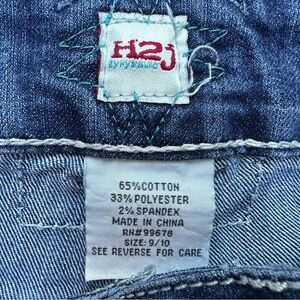 H2j
65%COTTON
33%POLYESTER
2%SPANDEX
MADE IN CHINA
RN#99678
SIZE: 9/10
SEE REVERSE FOR CARE